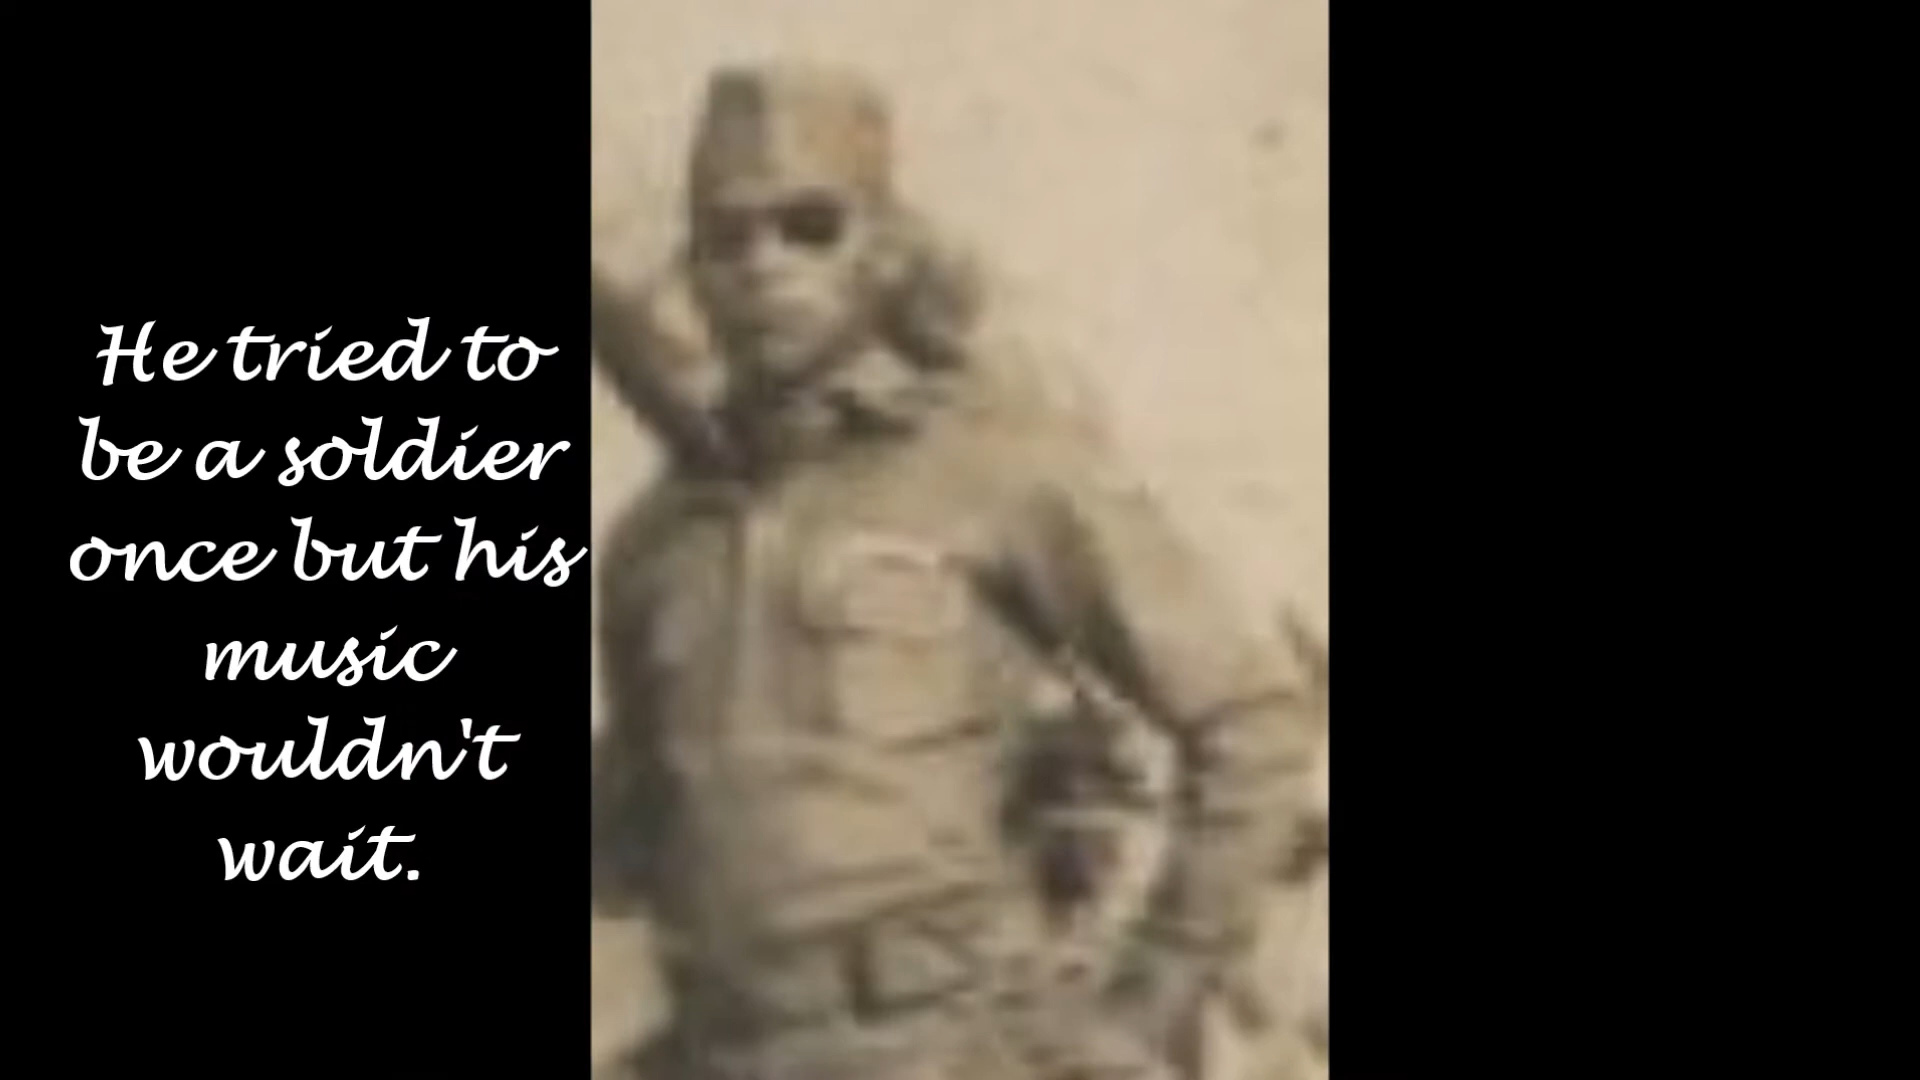 He tried to
be a soldier
once but his
music
wouldn't
wait.